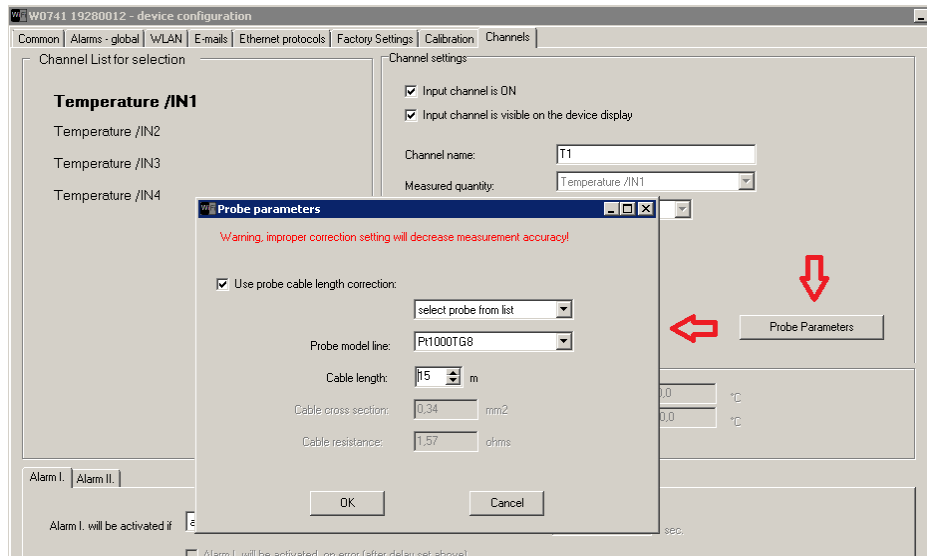 W0741 19280012 - device configuration
Common Alarms - global WLAN E-mails Ethernet protocols Factory Settings Calibration Channels
Channel List for selection
Temperature /IN1
Temperature /IN2
Temperature /IN3
Temperature /IN4
Channel settings
Input channel is ON
Input channel is visible on the device display
Channel name: T1
Measured quantity: Temperature /IN1
Probe Parameters
Probe parameters
Warning, improper correction setting will decrease measurement accuracy!
Use probe cable length correction:
select probe from list
Probe model line: Pt1000TG8
Cable length: 15 m
Cable cross section: 0,34 mm2
Cable resistance: 1,57 ohms
OK Cancel
0,0 °C
0,0 °C
Alarm I. Alarm II.
Alarm I. will be activated if
sec.
Alarm I. will be activated on error (after delay set above)